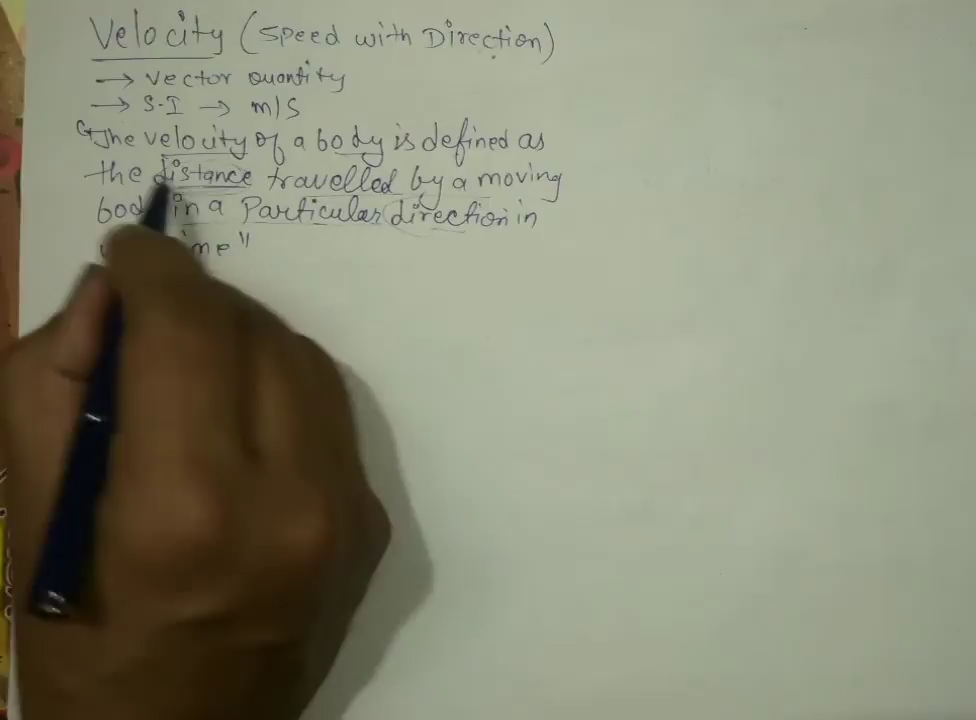 Velocity (Speed with Direction)
→ Vector quantity
→ S.I → m/s
"The velocity of a body is defined as
the distance travelled by a moving
body in a Particular direction in
"